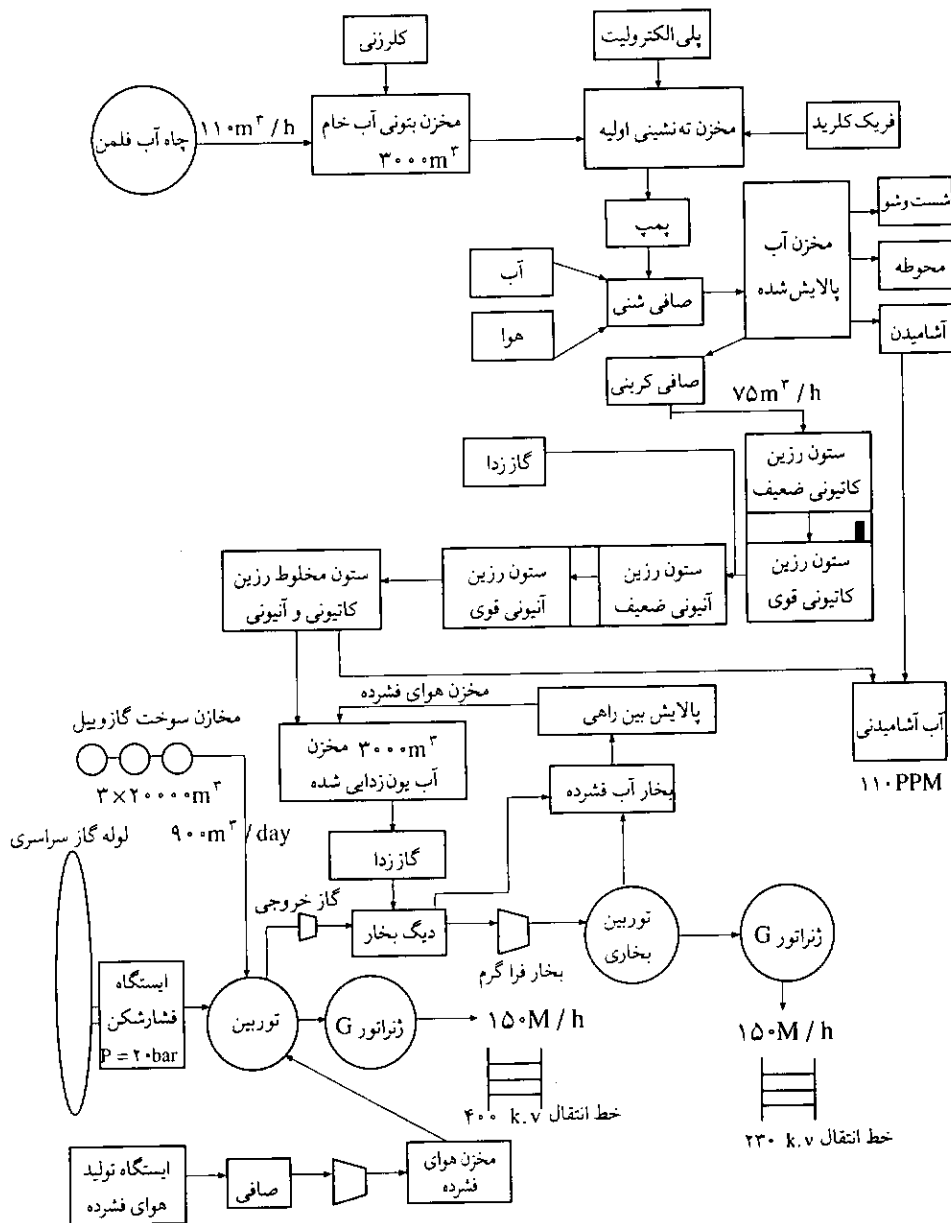 کلرزنی
پلی الکترولیت
چاه آب فلمن
۱۱۰m³ / h
مخزن بتونی آب خام
۳۰۰۰m³
مخزن ته نشینی اولیه
فریک کلرید
پمپ
مخزن آب
پالایش شده
شست و شو
محوطه
آشامیدن
آب
هوا
صافی شنی
صافی کربنی
۷۵m³ / h
گاز زدا
ستون رزین
کاتیونی ضعیف
ستون رزین
کاتیونی قوی
ستون رزین
آنیونی ضعیف
ستون رزین
آنیونی قوی
ستون مخلوط رزین
کاتیونی و آنیونی
مخزن هوای فشرده
پالایش بین راهی
آب آشامیدنی
۱۱۰PPM
مخازن سوخت گازوییل
۳×۲۰۰۰۰m³
۳۰۰۰m³ مخزن
آب یون زدایی شده
بخار آب فشرده
لوله گاز سراسری
۹۰۰m³ / day
گاز زدا
گاز خروجی
دیگ بخار
بخار فرا گرم
توربین
بخاری
ژنراتور G
ایستگاه
فشارشکن
P = ۲۰bar
توربین
ژنراتور G
۱۵۰M / h
۱۵۰M / h
خط انتقال ۴۰۰ k.v
خط انتقال ۲۳۰ k.v
ایستگاه تولید
هوای فشرده
صافی
مخزن هوای
فشرده